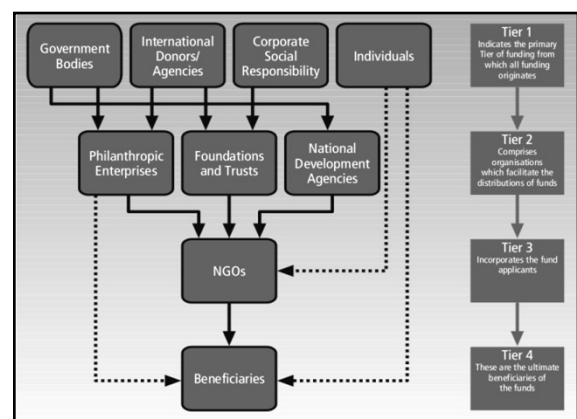 Government
Bodies
International
Donors/
Agencies
Corporate
Social
Responsibility
Individuals
Tier 1
Indicates the primary
Tier of funding from
which all funding
originates
Philanthropic
Enterprises
Foundations
and Trusts
National
Development
Agencies
Tier 2
Comprises
organisations
which facilitate the
distributions of funds
NGOs
Tier 3
Incorporates the fund
applicants
Beneficiaries
Tier 4
These are the ultimate
beneficiaries of
the funds